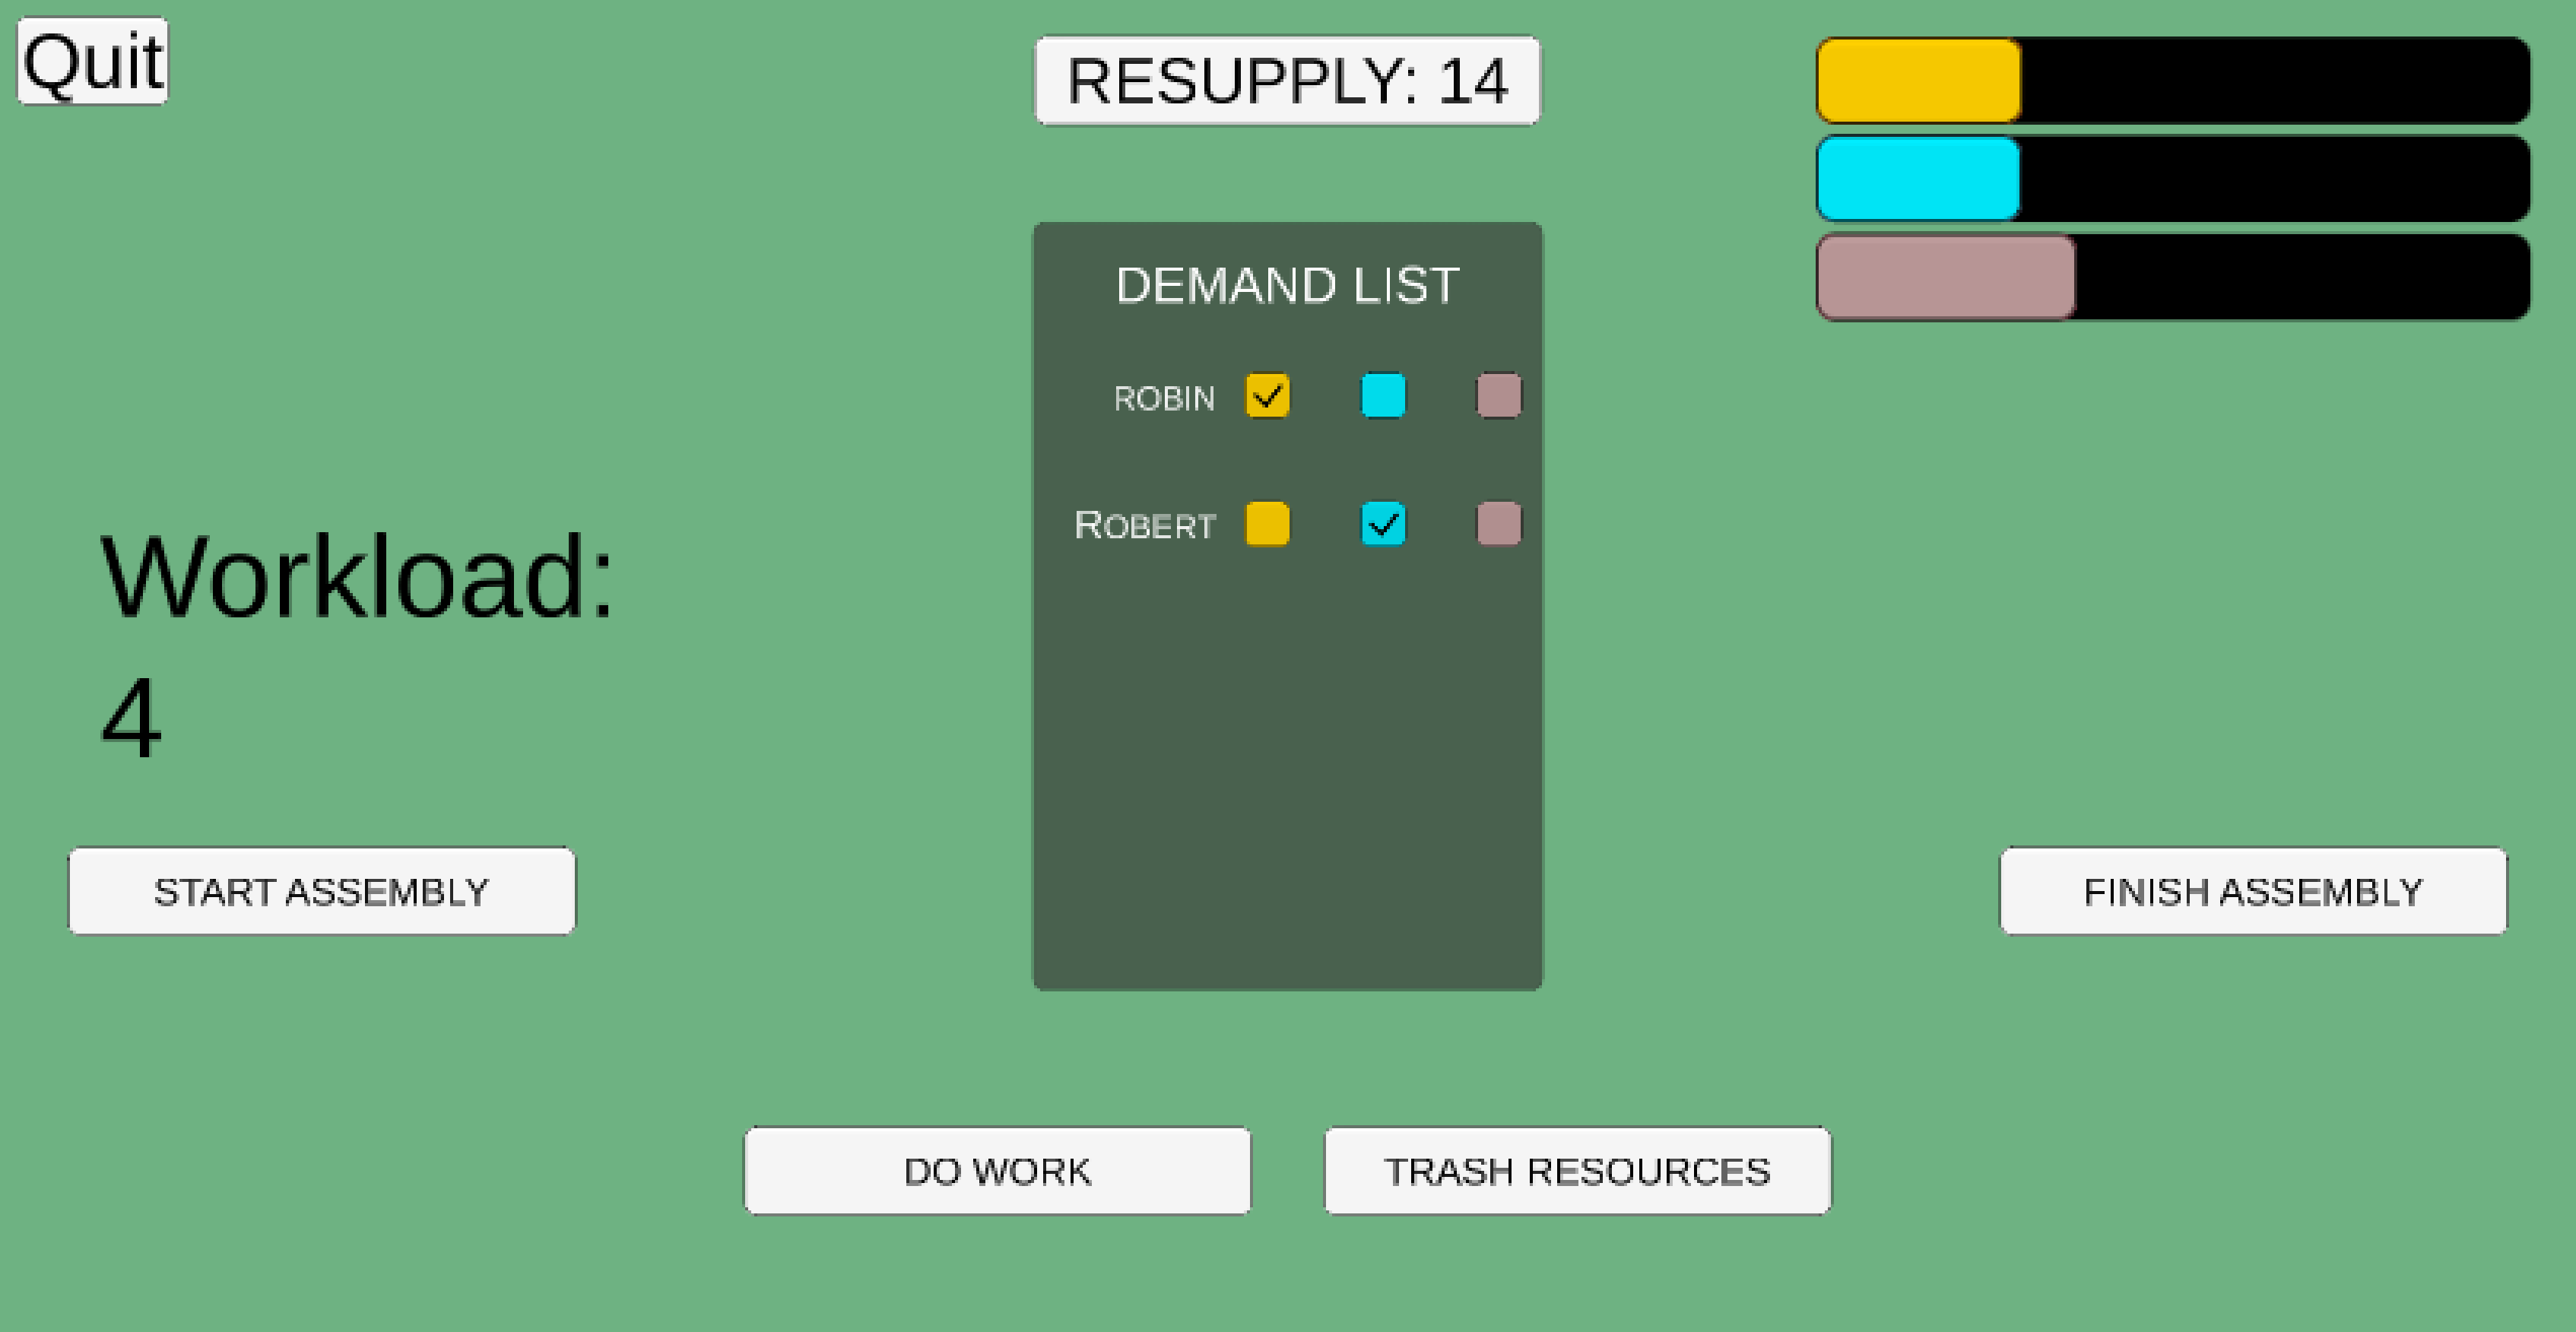 Quit
RESUPPLY: 14
DEMAND LIST
ROBIN
ROBERT
Workload:
4
START ASSEMBLY
FINISH ASSEMBLY
DO WORK
TRASH RESOURCES